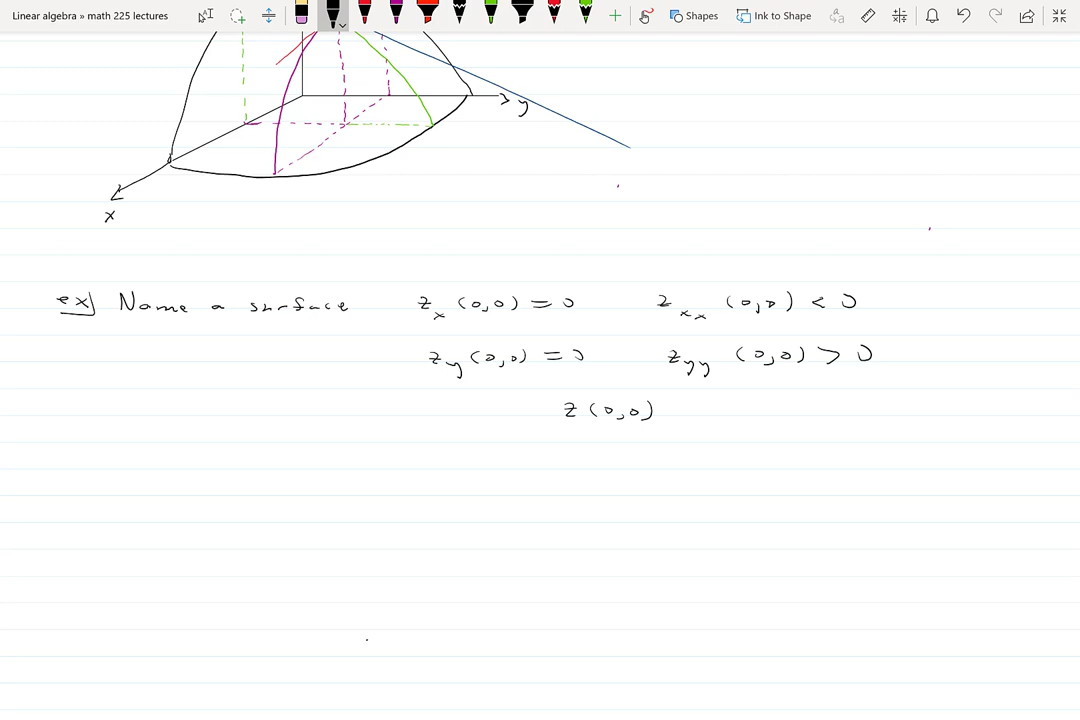 Linear algebra » math 225 lectures
Shapes
Ink to Shape
y
x
ex] Name a surface z_x (0,0) = 0 z_xx (0,0) < 0
z_y (0,0) = 0 z_yy (0,0) > 0
z (0,0)